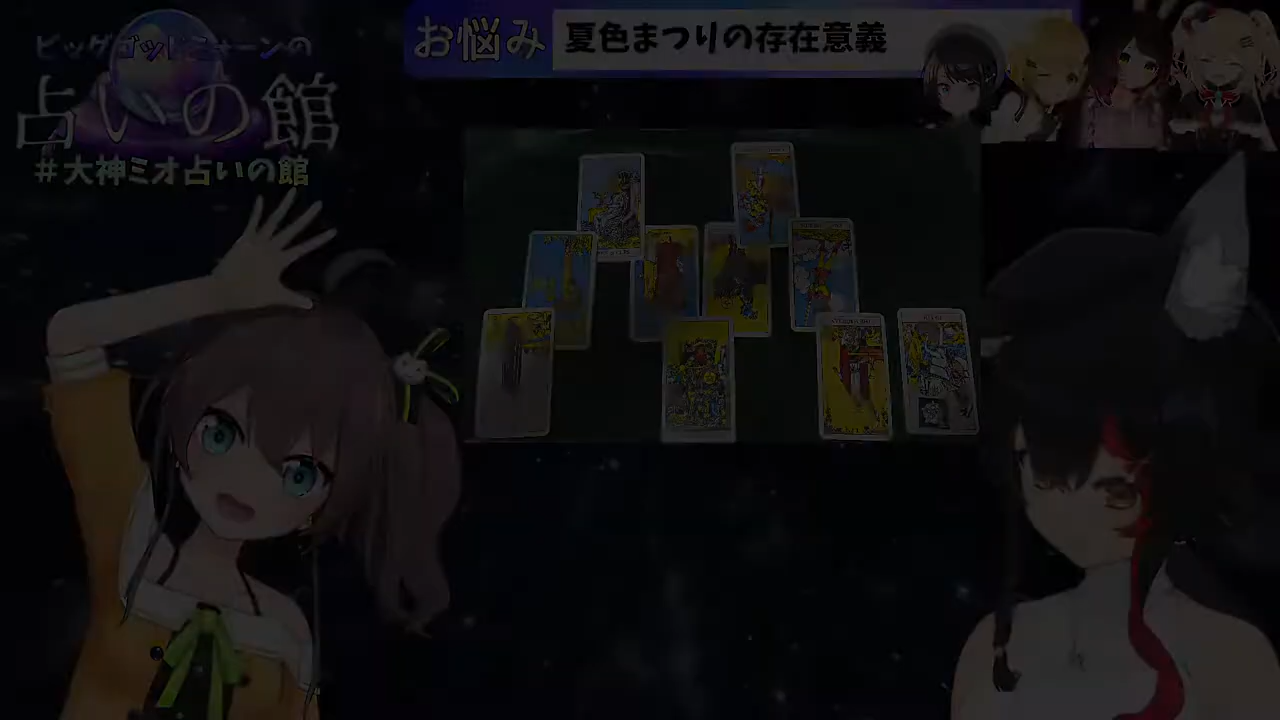 ビッグゴッドミォーンの
占いの館
#大神ミオ占いの館
お悩み
夏色まつりの存在意義